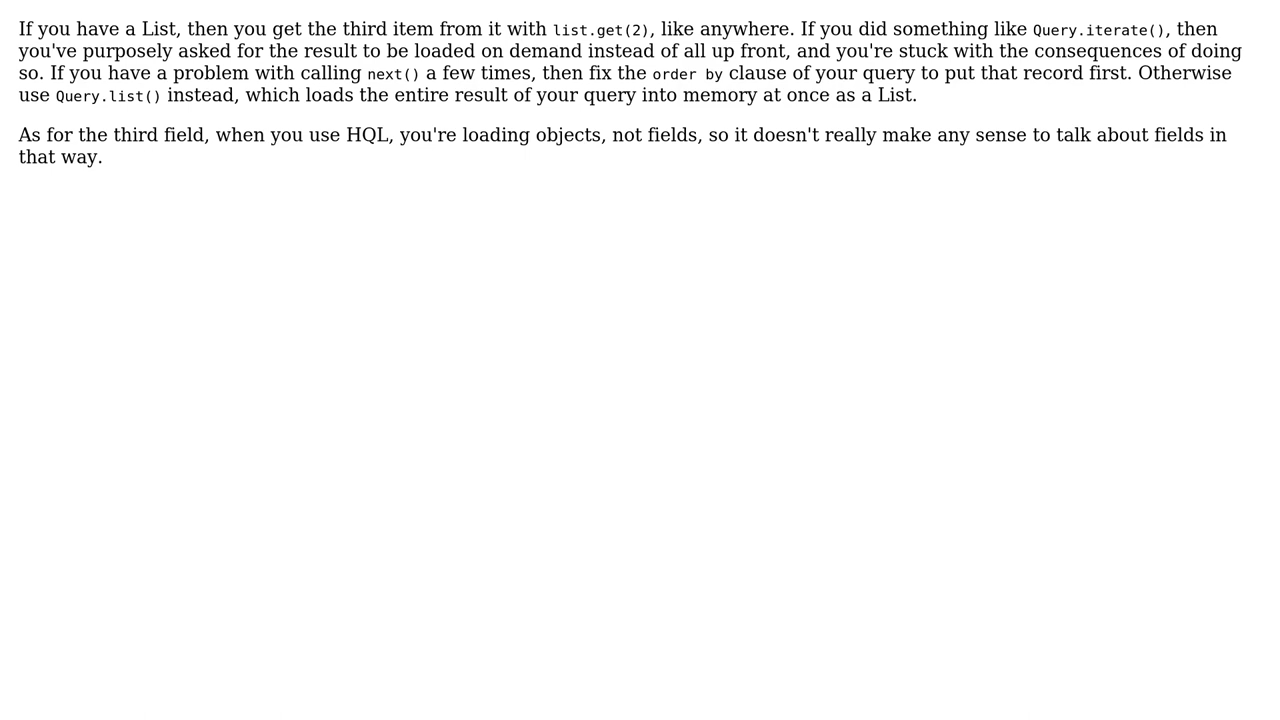 If you have a List, then you get the third item from it with list.get(2), like anywhere. If you did something like Query.iterate(), then
you've purposely asked for the result to be loaded on demand instead of all up front, and you're stuck with the consequences of doing
so. If you have a problem with calling next() a few times, then fix the order by clause of your query to put that record first. Otherwise
use Query.list() instead, which loads the entire result of your query into memory at once as a List.
As for the third field, when you use HQL, you're loading objects, not fields, so it doesn't really make any sense to talk about fields in
that way.